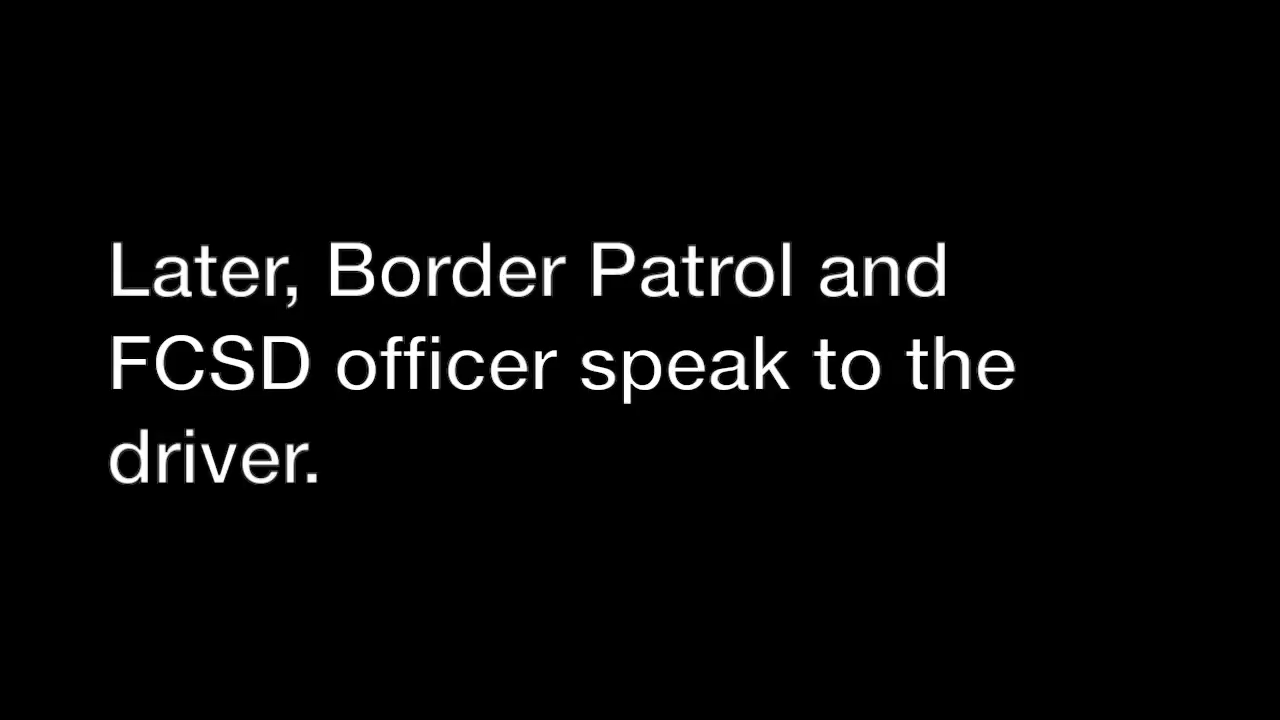 Later, Border Patrol and
FCSD officer speak to the
driver.